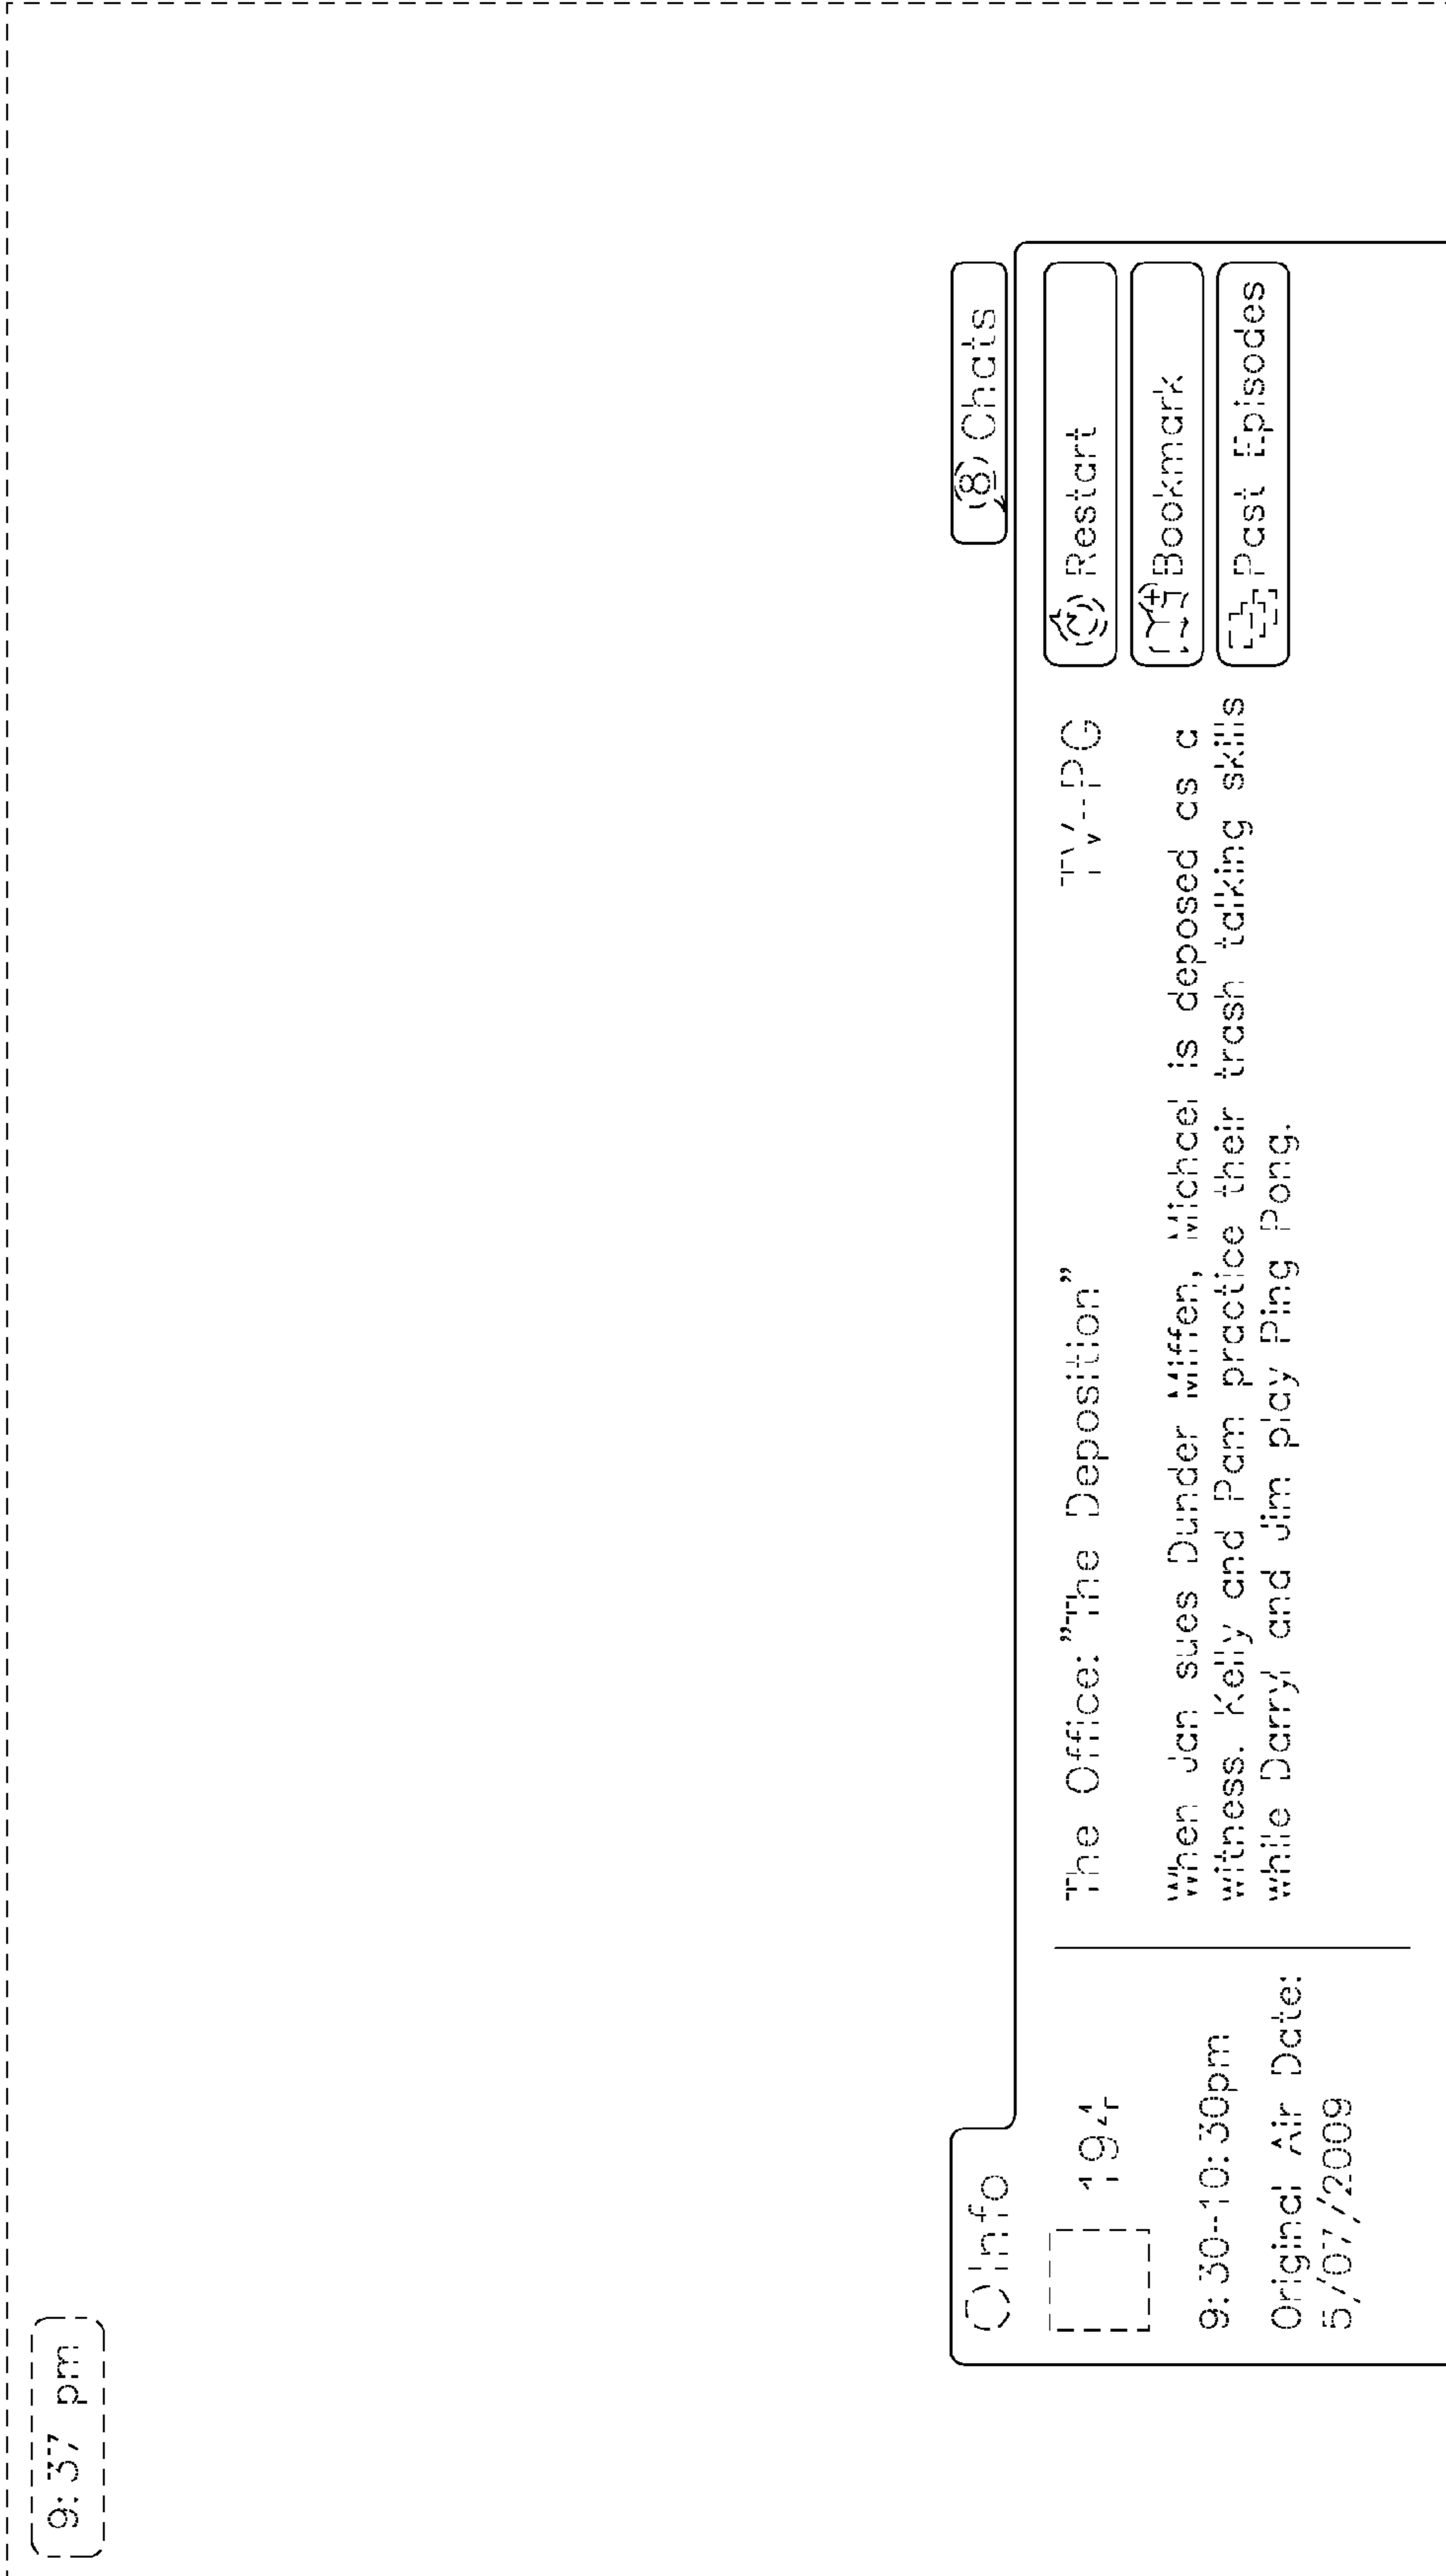 9:37 pm
Info
(8) Chats
194
9:30-10:30pm
Original Air Date:
5/07/2009
The Office:"The Deposition"
TV-PG
When Jan sues Dunder Miffen, Michael is deposed as a
witness. Kelly and Pam practice their trash talking skills
while Darryl and Jim play Ping Pong.
Restart
Bookmark
Past Episodes